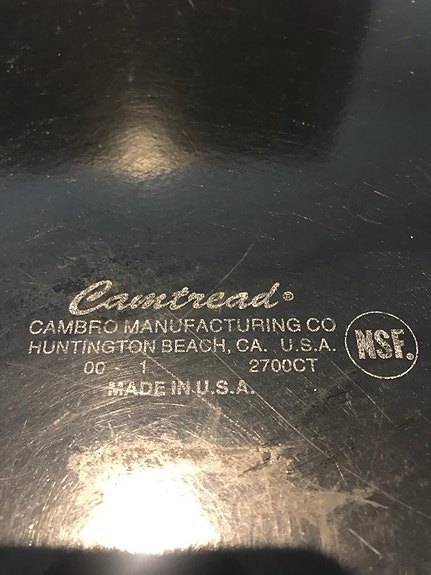 Camtread®
CAMBRO MANUFACTURING CO
HUNTINGTON BEACH, CA. U.S.A.
00 - 1 2700CT
MADE IN U.S.A.
NSF.